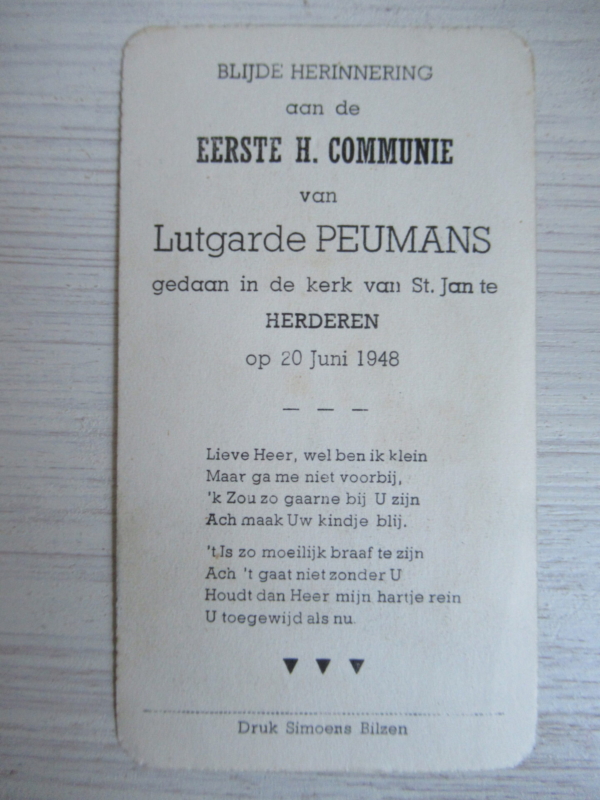 BLIJDE HERINNERING
aan de
EERSTE H. COMMUNIE
van
Lutgarde PEUMANS
gedaan in de kerk van St. Jan te
HERDEREN
op 20 Juni 1948
— — —
Lieve Heer, wel ben ik klein
Maar ga me niet voorbij,
'k Zou zo gaarne bij U zijn
Ach maak Uw kindje blij.
't Is zo moeilijk braaf te zijn
Ach 't gaat niet zonder U
Houdt dan Heer mijn hartje rein
U toegewijd als nu.
Druk Simoens Bilzen